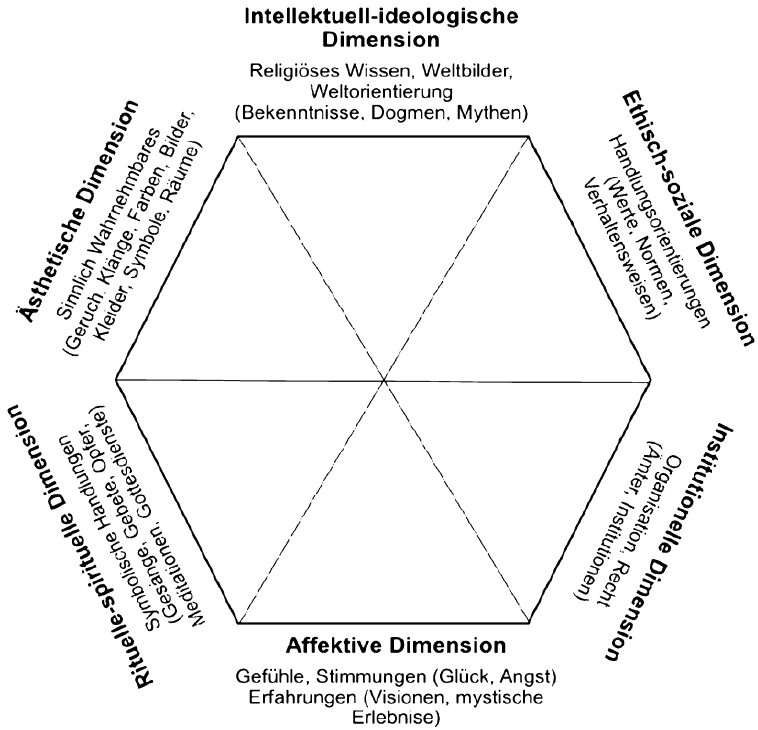 Intellektuell-ideologische
Dimension
Religiöses Wissen, Weltbilder,
Weltorientierung
(Bekenntnisse, Dogmen, Mythen)
Ethisch-soziale Dimension
Handlungsorientierungen
(Werte, Normen,
Verhaltensweisen)
Institutionelle Dimension
Organisation, Recht
(Ämter, Institutionen)
Affektive Dimension
Gefühle, Stimmungen (Glück, Angst)
Erfahrungen (Visionen, mystische
Erlebnise)
Rituelle-spirituelle Dimension
Symbolische Handlungen
(Gesänge, Gebete, Opfer,
Meditationen, Gottesdienste)
Ästhetische Dimension
Sinnlich Wahrnehmbares
(Geruch, Klänge, Farben, Bilder,
Kleider, Symbole, Räume)